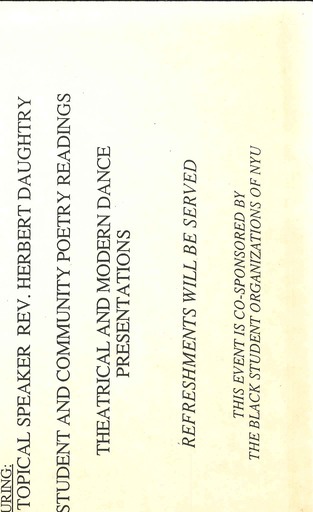 URING:
TOPICAL SPEAKER REV. HERBERT DAUGHTRY
STUDENT AND COMMUNITY POETRY READINGS
THEATRICAL AND MODERN DANCE
PRESENTATIONS
REFRESHMENTS WILL BE SERVED
THIS EVENT IS CO-SPONSORED BY
THE BLACK STUDENT ORGANIZATIONS OF NYU